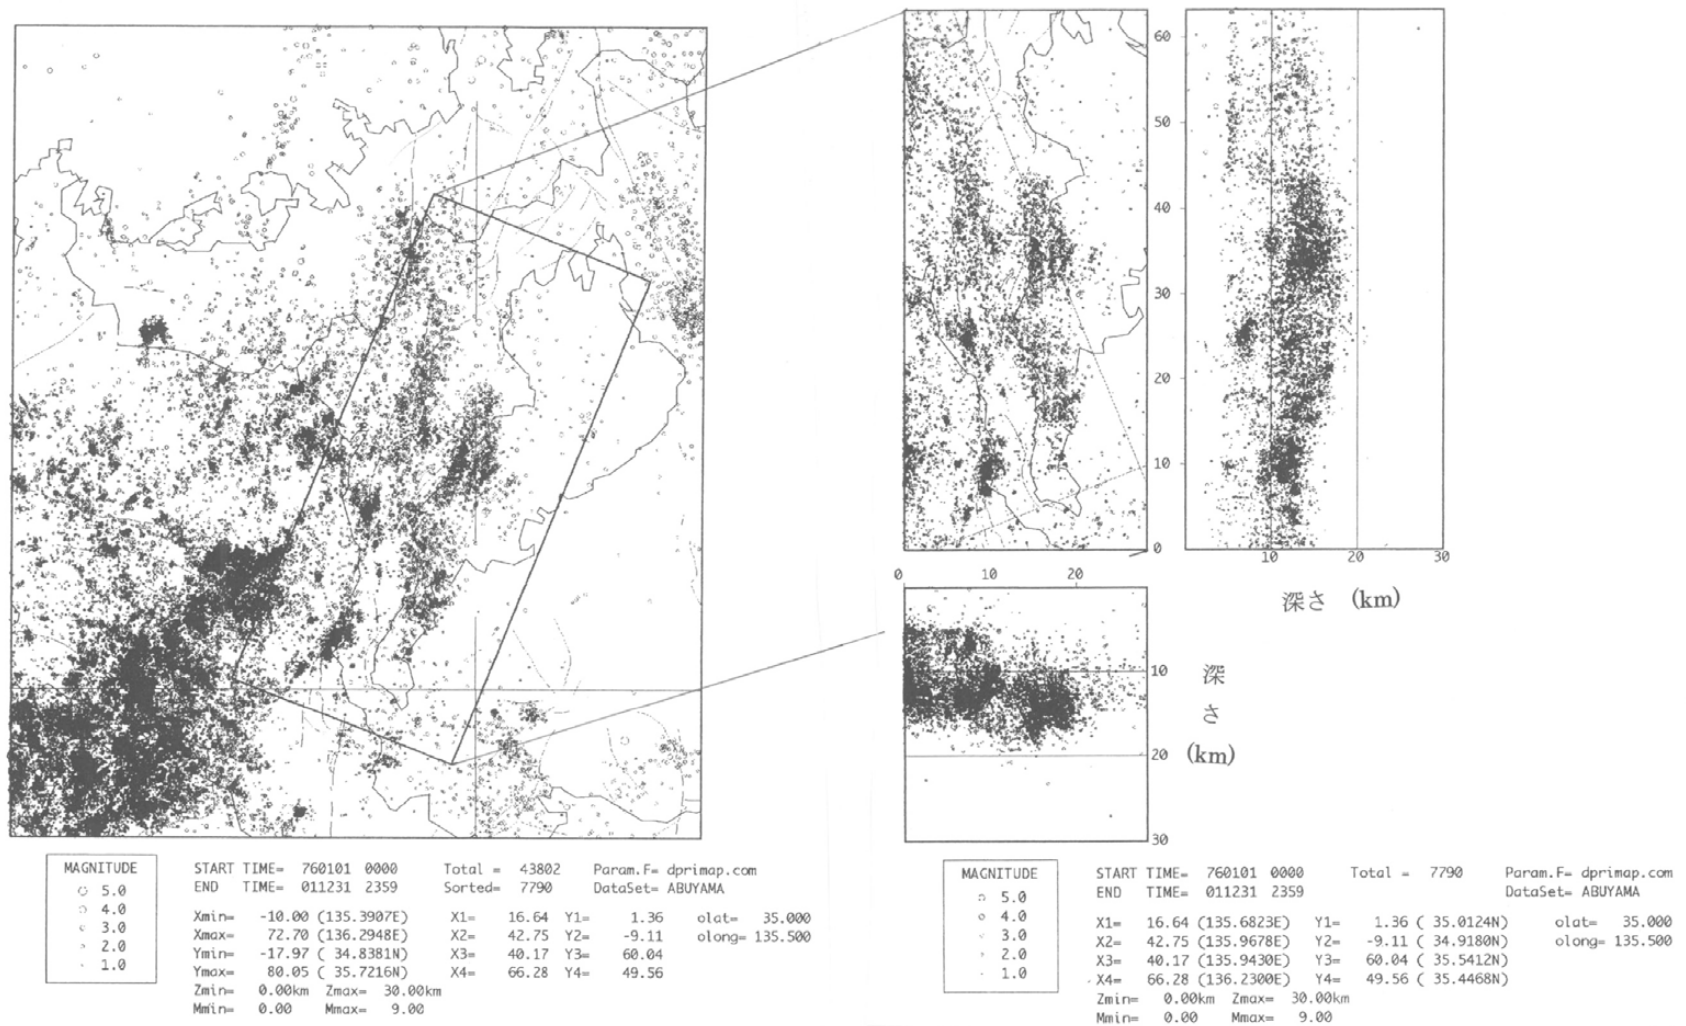 60
50
40
30
20
10
0
10
20
30
深さ (km)
0
10
20
10
20
30
深
さ
(km)
MAGNITUDE
5.0
4.0
3.0
2.0
1.0
START TIME= 760101 0000 Total = 43802 Param.F= dprimap.com
END TIME= 011231 2359 Sorted= 7790 DataSet= ABUYAMA
Xmin= -10.00 (135.3907E) X1= 16.64 Y1= 1.36 olat= 35.000
Xmax= 72.70 (136.2948E) X2= 42.75 Y2= -9.11 olong= 135.500
Ymin= -17.97 ( 34.8381N) X3= 40.17 Y3= 60.04
Ymax= 80.05 ( 35.7216N) X4= 66.28 Y4= 49.56
Zmin= 0.00km Zmax= 30.00km
Mmin= 0.00 Mmax= 9.00
MAGNITUDE
5.0
4.0
3.0
2.0
1.0
START TIME= 760101 0000 Total = 7790 Param.F= dprimap.com
END TIME= 011231 2359 DataSet= ABUYAMA
X1= 16.64 (135.6823E) Y1= 1.36 ( 35.0124N) olat= 35.000
X2= 42.75 (135.9678E) Y2= -9.11 ( 34.9180N) olong= 135.500
X3= 40.17 (135.9430E) Y3= 60.04 ( 35.5412N)
X4= 66.28 (136.2300E) Y4= 49.56 ( 35.4468N)
Zmin= 0.00km Zmax= 30.00km
Mmin= 0.00 Mmax= 9.00